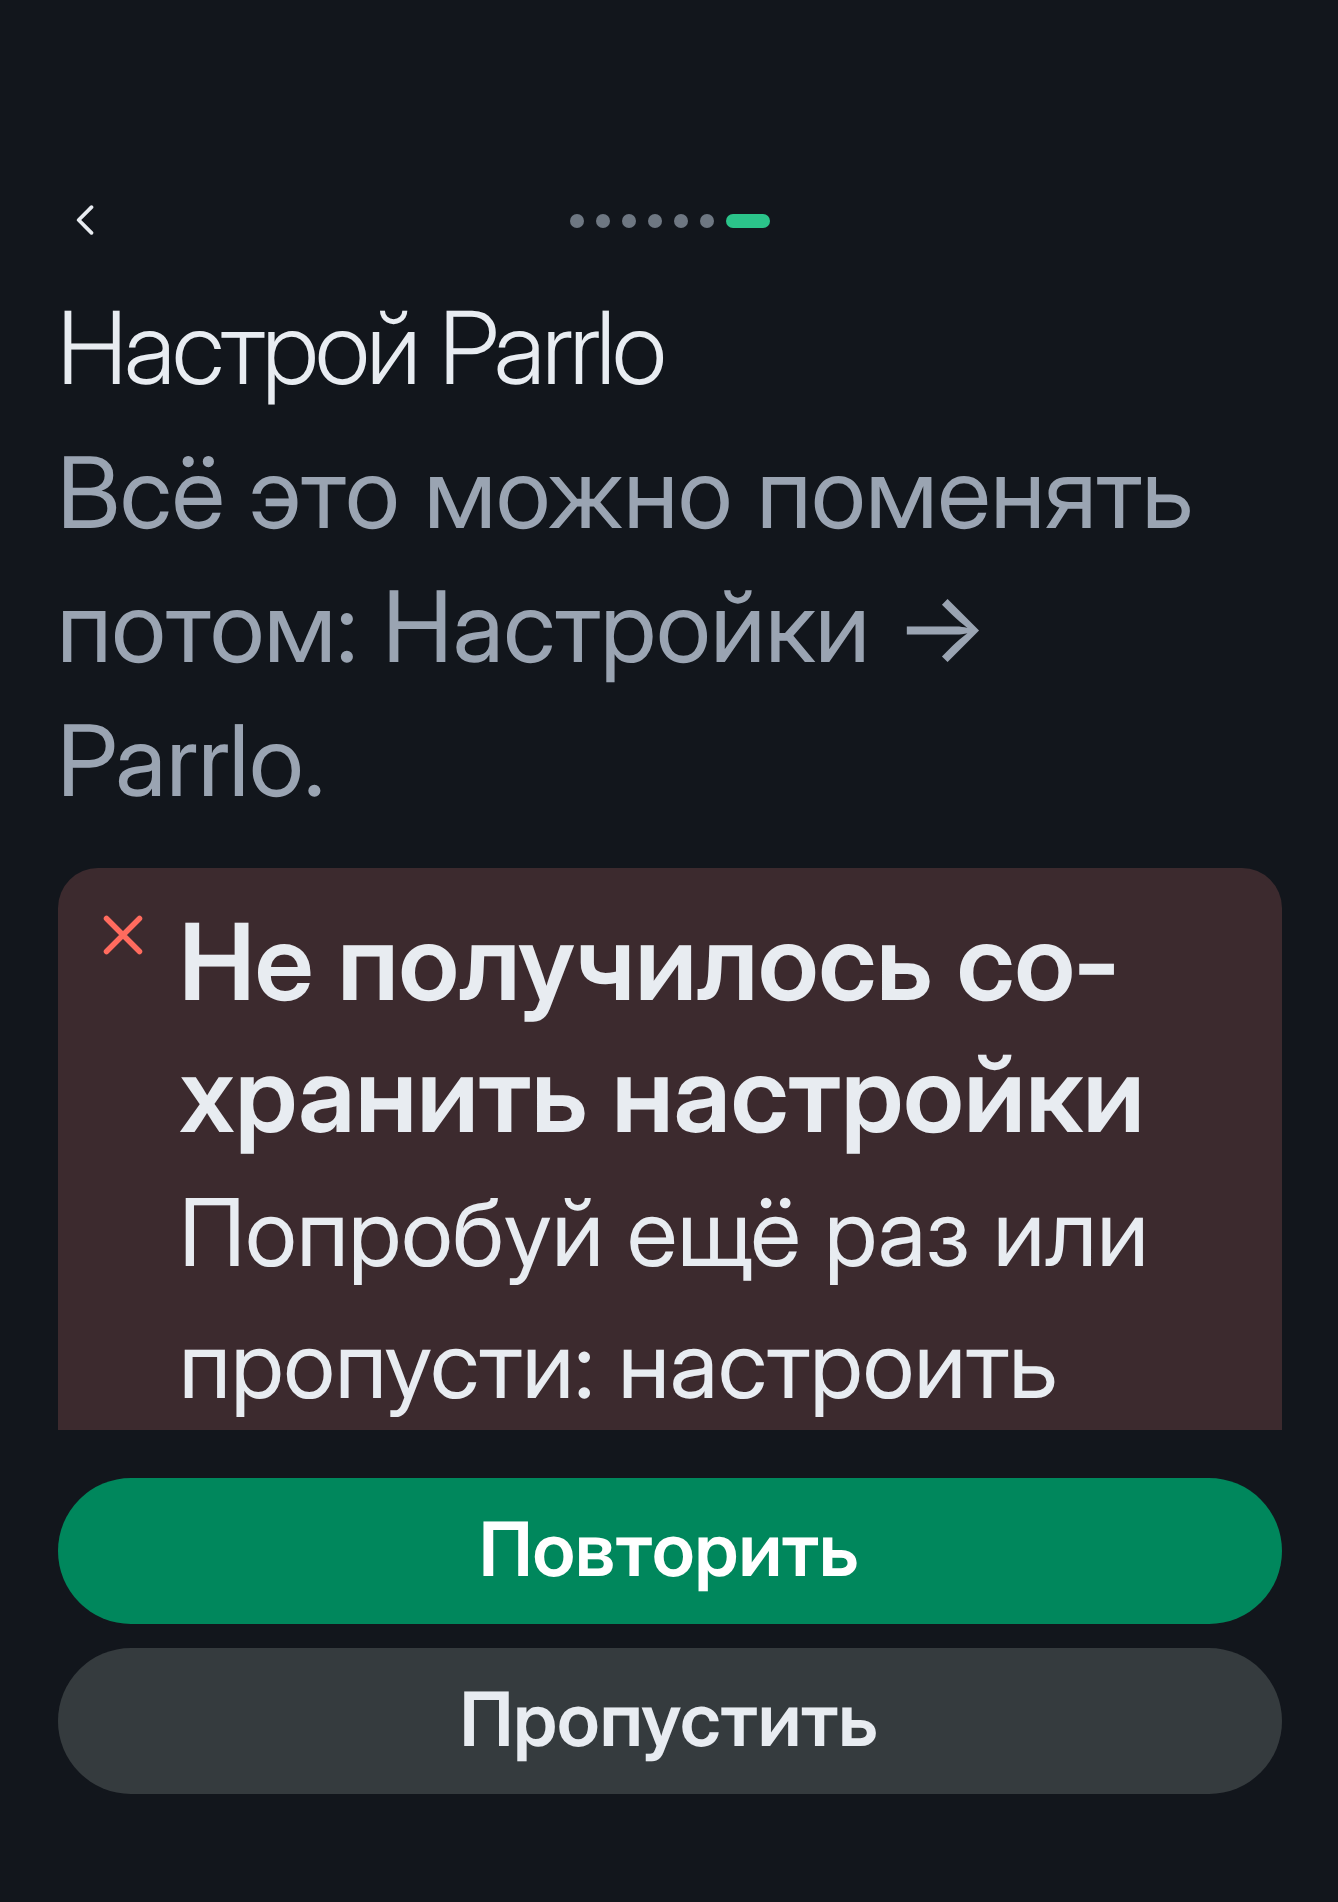 Настрой Parrlo
Всё это можно поменять
потом: Настройки →
Parrlo.
Не получилось со-
хранить настройки
Попробуй ещё раз или
пропусти: настроить
Повторить
Пропустить